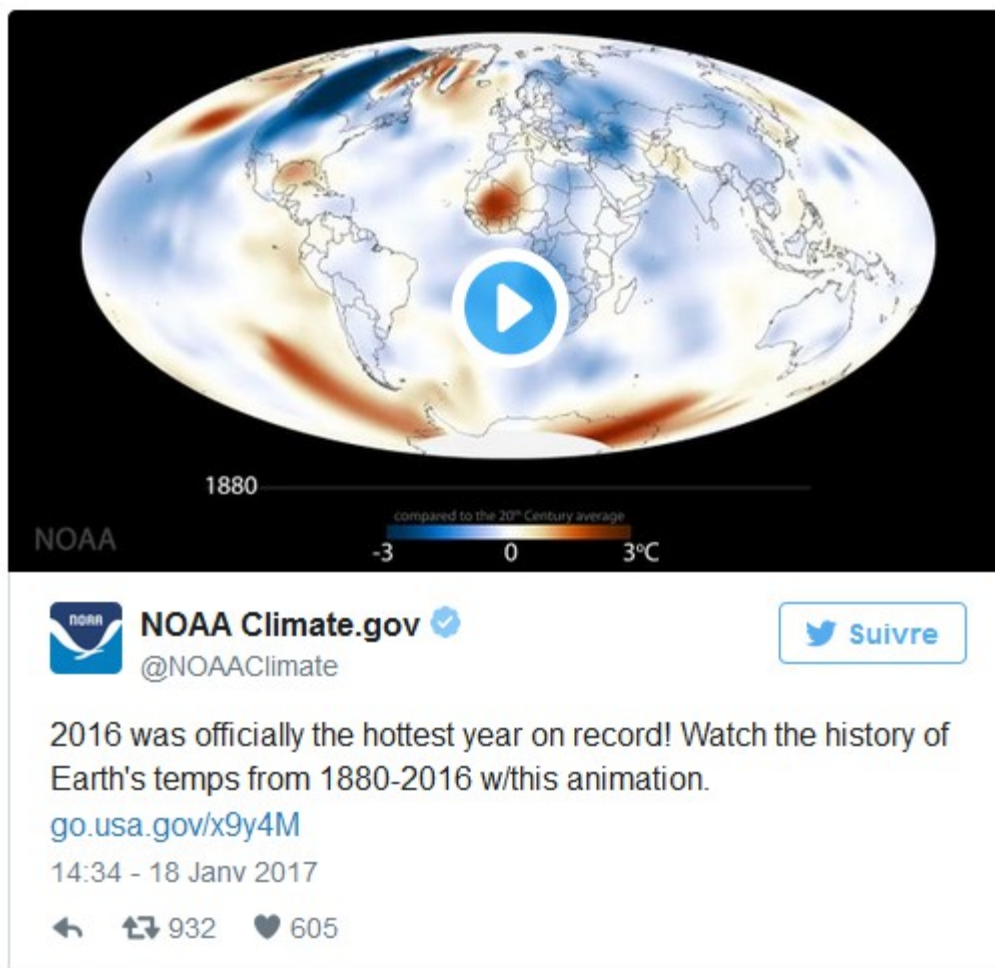 1880
compared to the 20th Century average
NOAA
-3 0 3°C
NOAA
NOAA Climate.gov
@NOAAClimate
Suivre
2016 was officially the hottest year on record! Watch the history of
Earth's temps from 1880-2016 w/this animation.
go.usa.gov/x9y4M
14:34 - 18 Janv 2017
932 605